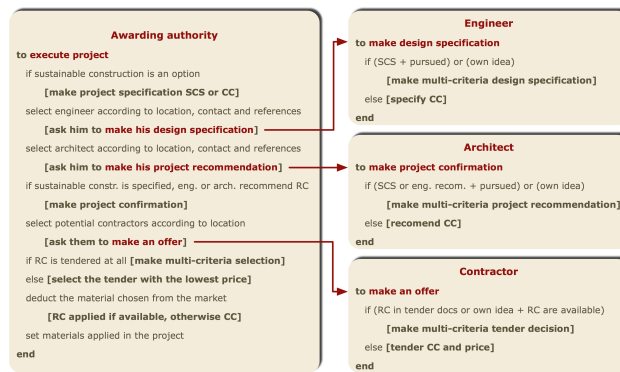 Awarding authority
to execute project
if sustainable construction is an option
[make project specification SCS or CC]
select engineer according to location, contact and references
[ask him to make his design specification]
select architect according to location, contact and references
[ask him to make his project recommendation]
if sustainable constr. is specified, eng. or arch. recommend RC
[make project confirmation]
select potential contractors according to location
[ask them to make an offer]
if RC is tendered at all [make multi-criteria selection]
else [select the tender with the lowest price]
deduct the material chosen from the market
[RC applied if available, otherwise CC]
set materials applied in the project
end
Engineer
to make design specification
if (SCS + pursued) or (own idea)
[make multi-criteria design specification]
else [specify CC]
end
Architect
to make project confirmation
if (SCS or eng. recom. + pursued) or (own idea)
[make multi-criteria project recommendation]
else [recomend CC]
end
Contractor
to make an offer
if (RC in tender docs or own idea + RC are available)
[make multi-criteria tender decision]
else [tender CC and price]
end